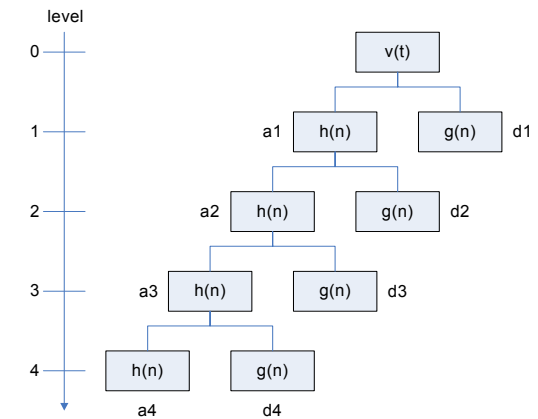 level
0
v(t)
1
a1
h(n)
g(n)
d1
2
a2
h(n)
g(n)
d2
3
a3
h(n)
g(n)
d3
4
h(n)
g(n)
a4
d4